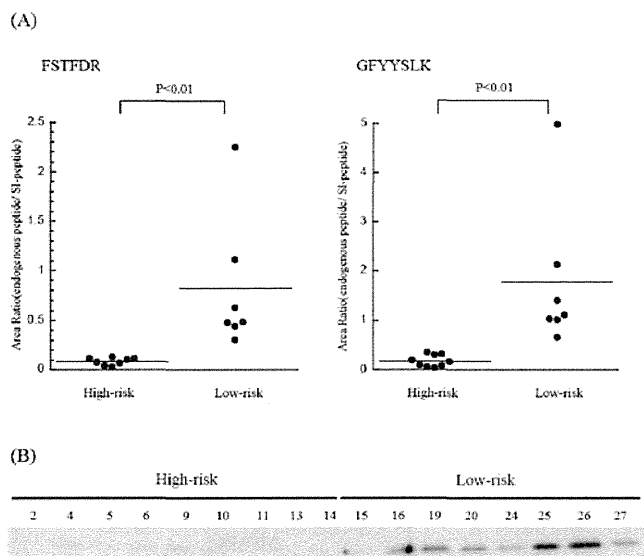 (A)
FSTFDR
GFYYSLK
P<0.01
P<0.01
Area Ratio(endogenous peptide/ SI-peptide)
2.5
2
1.5
1
0.5
0
High-risk
Low-risk
Area Ratio(endogenous peptide/ SI-peptide)
5
4
3
2
1
0
High-risk
Low-risk
(B)
High-risk
Low-risk
2 4 5 6 9 10 11 13 14 15 16 19 20 24 25 26 27